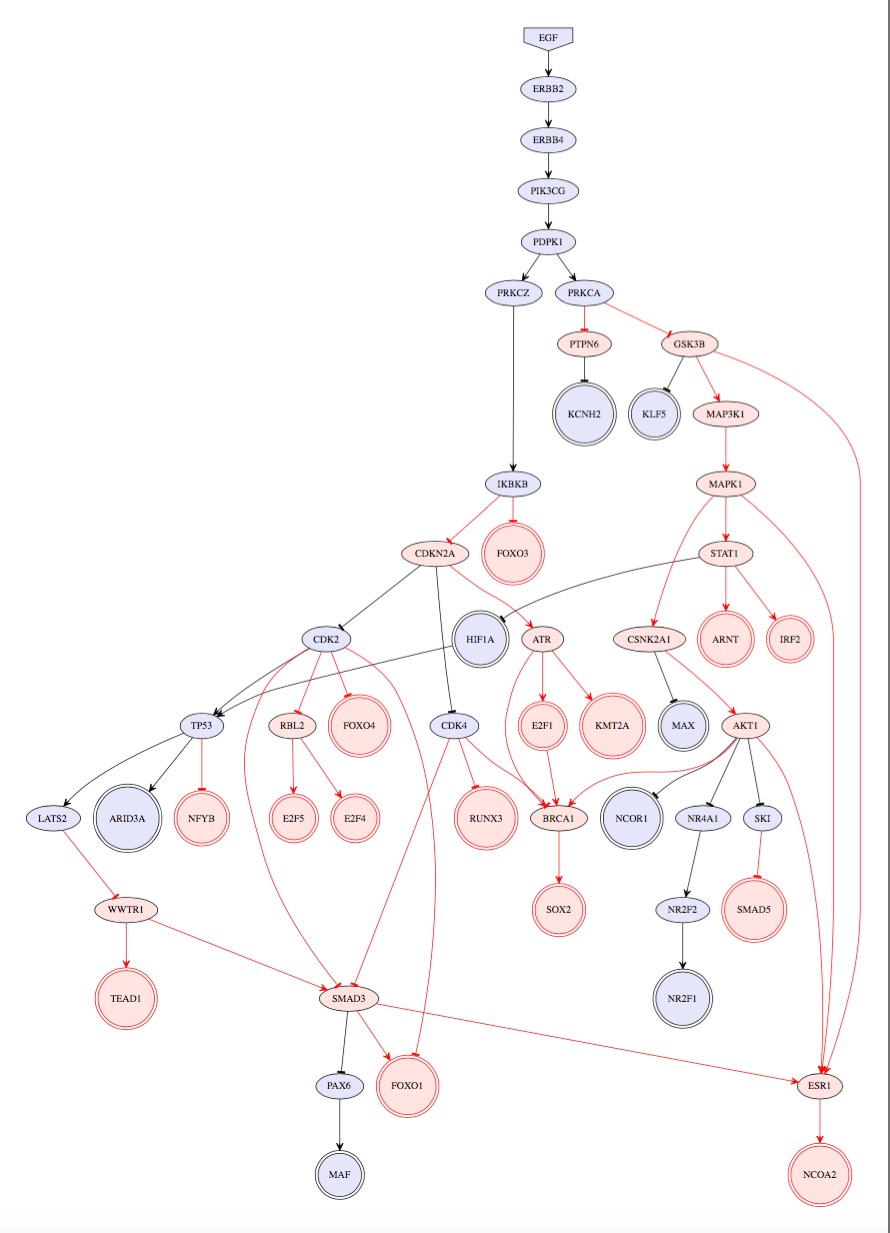 EGF
ERBB2
ERBB4
PIK3CG
PDPK1
PRKCZ
PRKCA
PTPN6
GSK3B
KCNH2
KLF5
MAP3K1
IKBKB
MAPK1
CDKN2A
FOXO3
STAT1
CDK2
HIF1A
ATR
CSNK2A1
ARNT
IRF2
TP53
RBL2
FOXO4
CDK4
E2F1
KMT2A
MAX
AKT1
LATS2
ARID3A
NFYB
E2F5
E2F4
RUNX3
BRCA1
NCOR1
NR4A1
SKI
WWTR1
SOX2
NR2F2
SMAD5
TEAD1
SMAD3
NR2F1
PAX6
FOXO1
ESR1
MAF
NCOA2